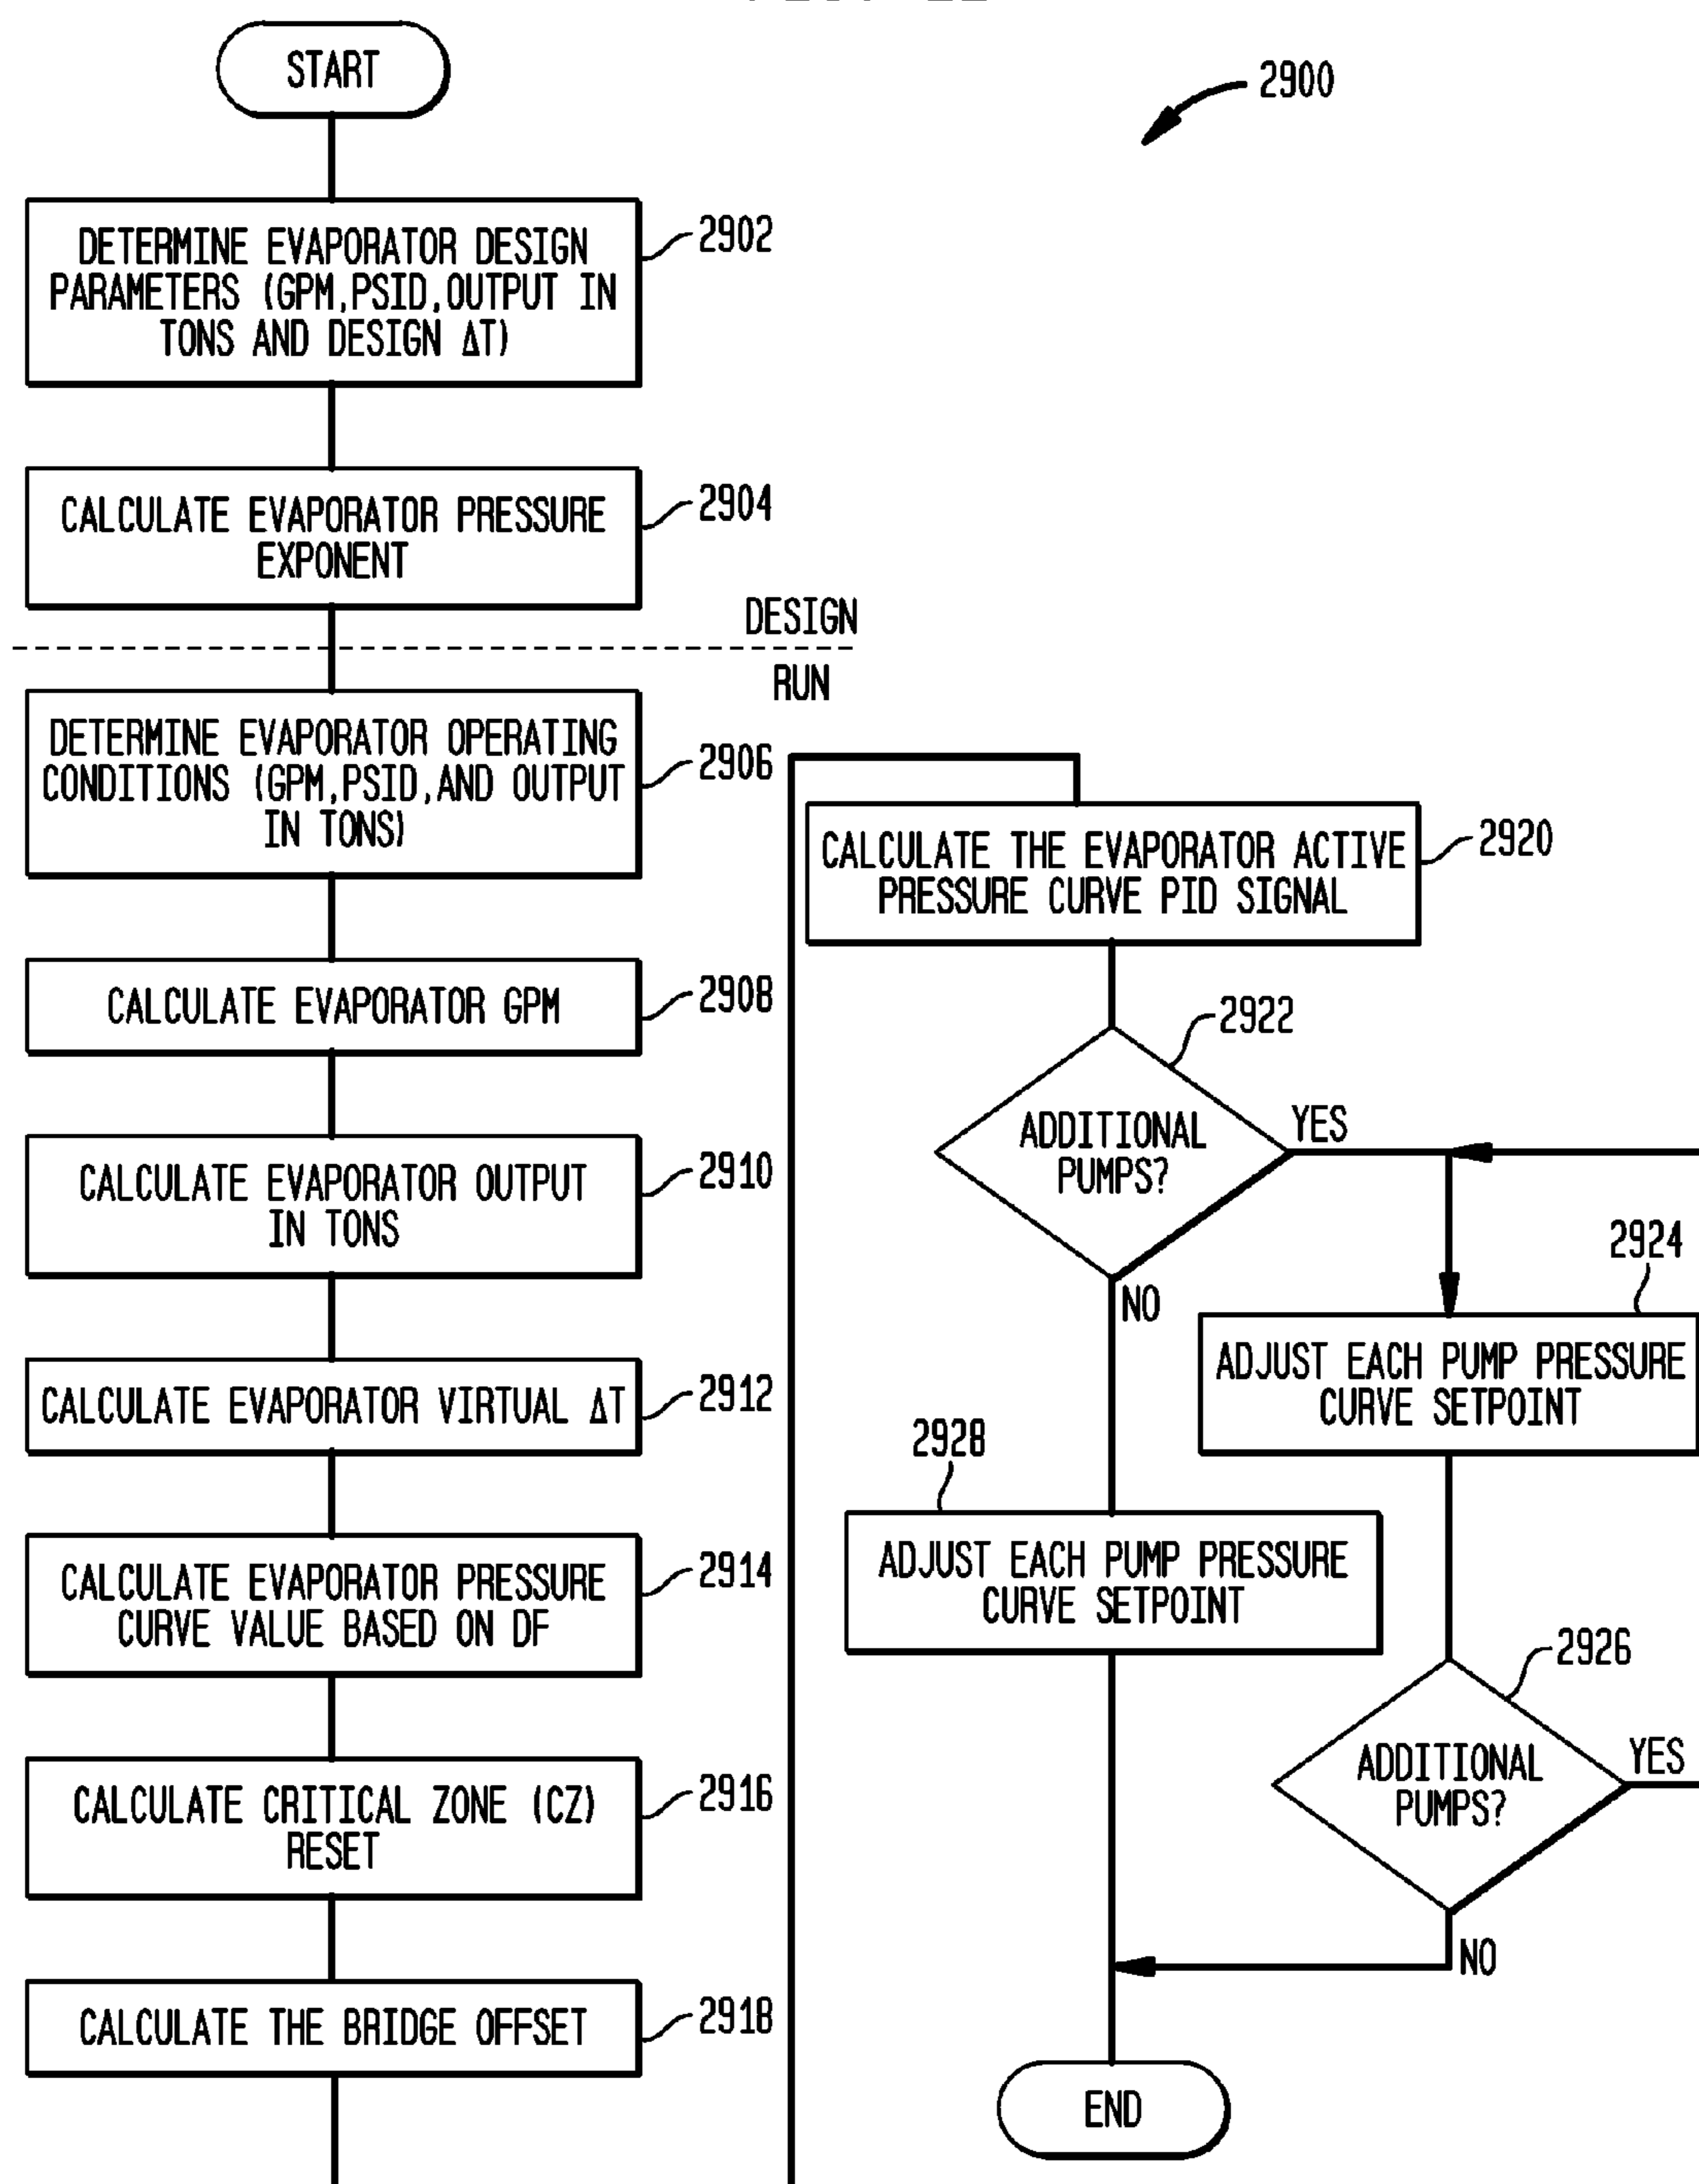 START
2900
DETERMINE EVAPORATOR DESIGN
PARAMETERS (GPM,PSID,OUTPUT IN
TONS AND DESIGN ΔT)
2902
CALCULATE EVAPORATOR PRESSURE
EXPONENT
2904
DESIGN
RUN
DETERMINE EVAPORATOR OPERATING
CONDITIONS (GPM,PSID,AND OUTPUT
IN TONS)
2906
CALCULATE EVAPORATOR GPM
2908
CALCULATE EVAPORATOR OUTPUT
IN TONS
2910
CALCULATE EVAPORATOR VIRTUAL ΔT
2912
CALCULATE EVAPORATOR PRESSURE
CURVE VALUE BASED ON DF
2914
CALCULATE CRITICAL ZONE (CZ)
RESET
2916
CALCULATE THE BRIDGE OFFSET
2918
CALCULATE THE EVAPORATOR ACTIVE
PRESSURE CURVE PID SIGNAL
2920
2922
ADDITIONAL
PUMPS?
YES
NO
2924
ADJUST EACH PUMP PRESSURE
CURVE SETPOINT
2928
ADJUST EACH PUMP PRESSURE
CURVE SETPOINT
2926
ADDITIONAL
PUMPS?
YES
NO
END